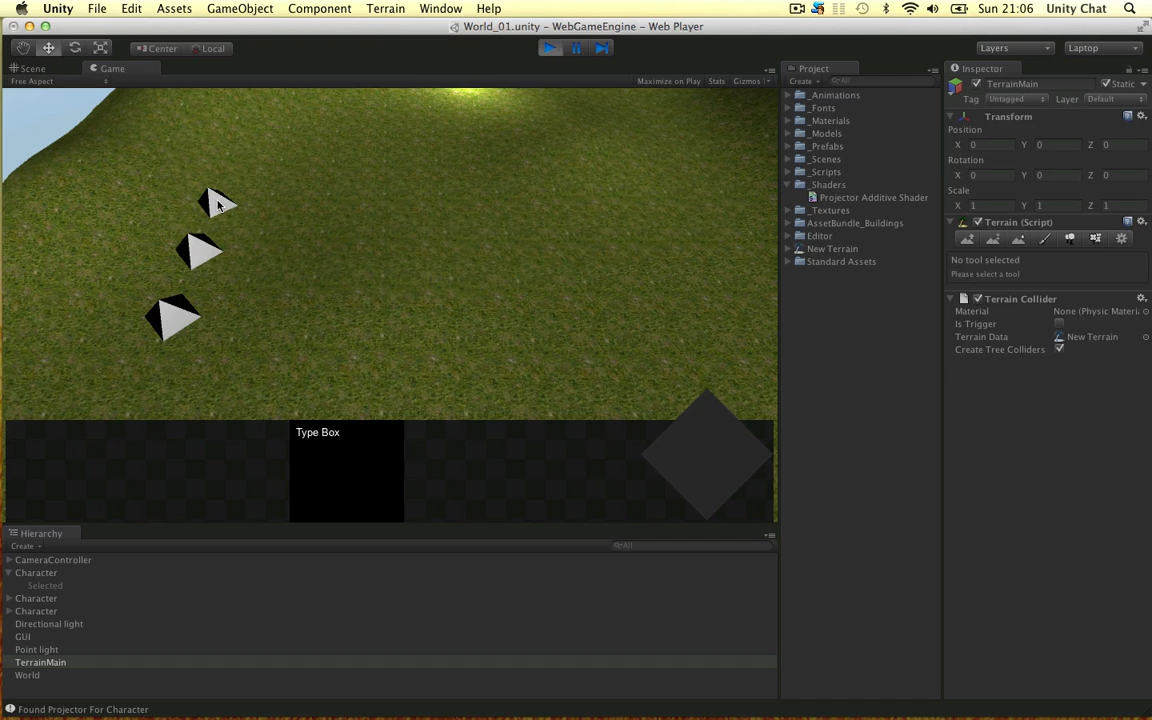 Unity File Edit Assets GameObject Component Terrain Window Help Sun 21:06 Unity Chat
World_01.unity – WebGameEngine – Web Player
Center Local Layers Laptop
Scene Game
Free Aspect Maximize on Play Stats Gizmos
Type Box
Hierarchy
Create All
CameraController
Character
Selected
Character
Character
Directional light
GUI
Point light
TerrainMain
World
Found Projector For Character
Project
Create All
_Animations
_Fonts
_Materials
_Models
_Prefabs
_Scenes
_Scripts
_Shaders
Projector Additive Shader
_Textures
AssetBundle_Buildings
Editor
New Terrain
Standard Assets
Inspector
TerrainMain Static
Tag Untagged Layer Default
Transform
Position
X 0 Y 0 Z 0
Rotation
X 0 Y 0 Z 0
Scale
X 1 Y 1 Z 1
Terrain (Script)
No tool selected
Please select a tool
Terrain Collider
Material None (Physic Materi
Is Trigger
Terrain Data New Terrain
Create Tree Colliders